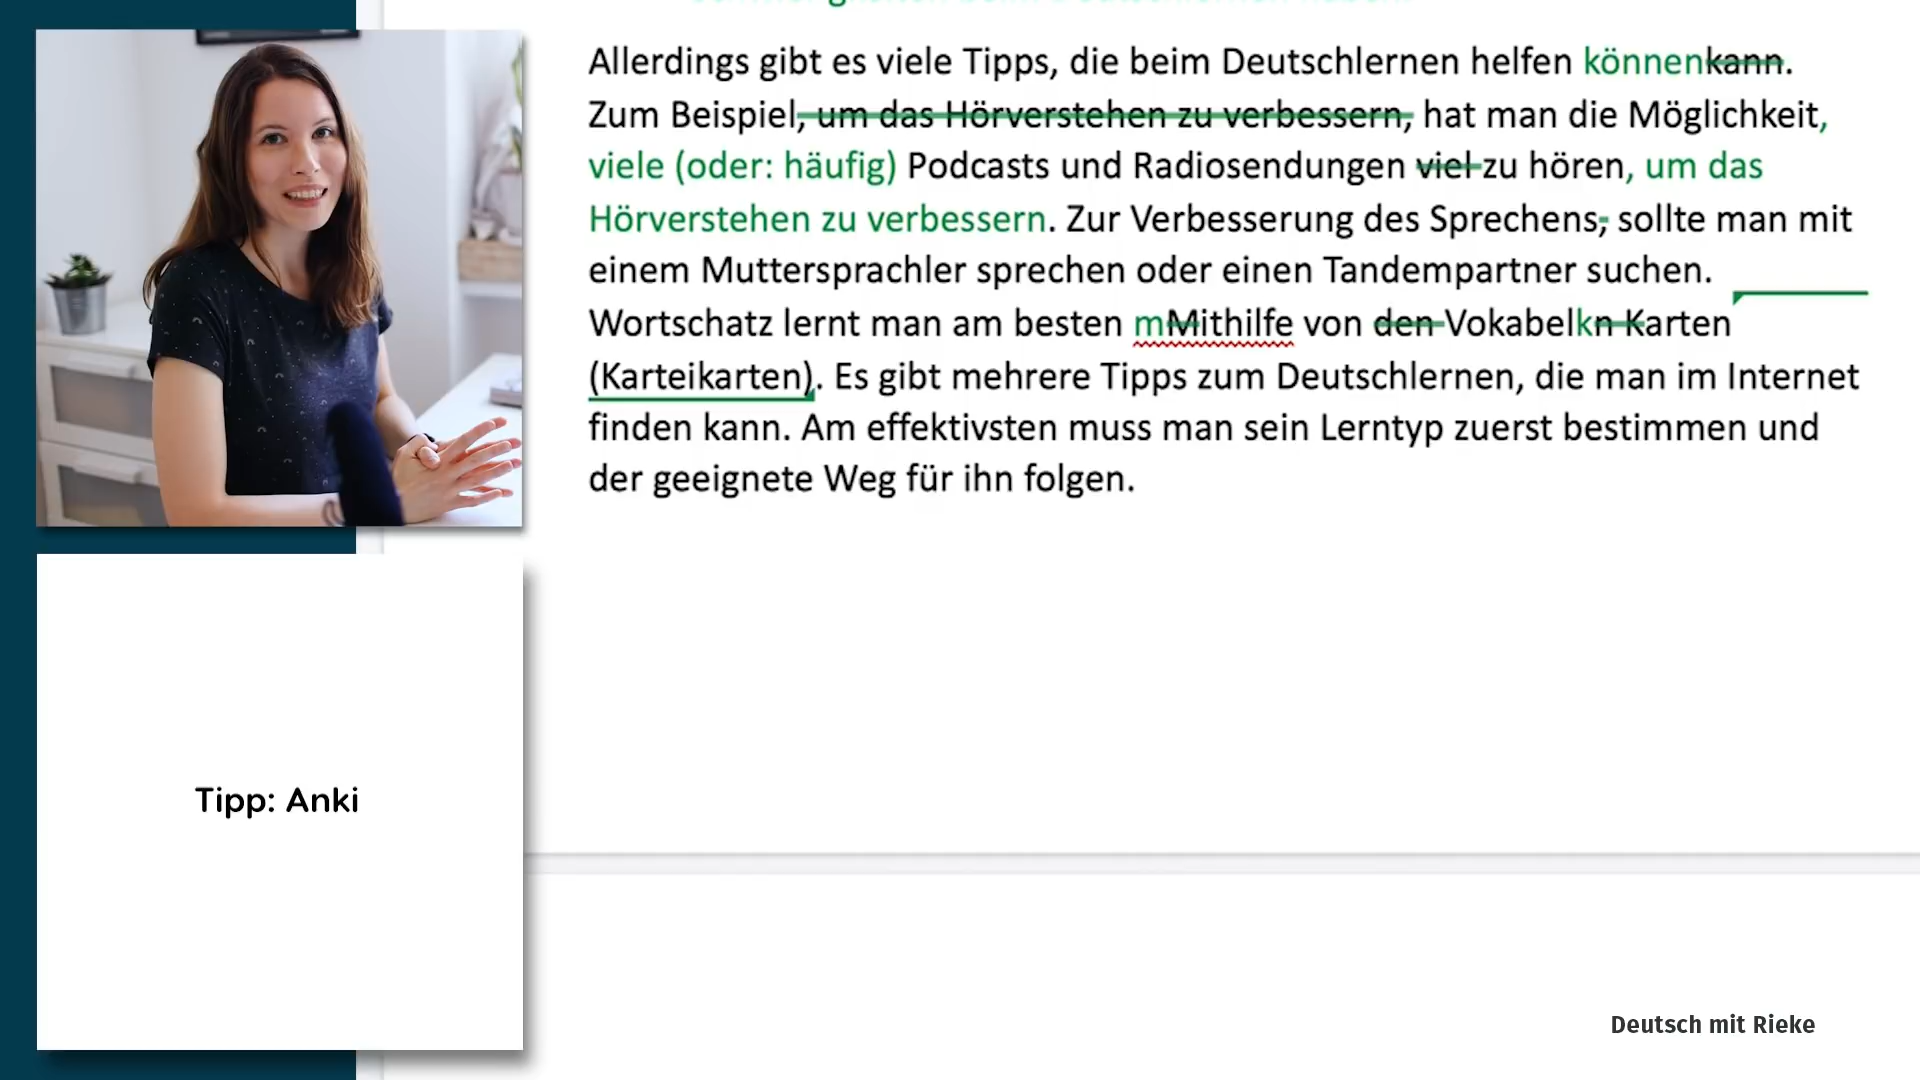 Allerdings gibt es viele Tipps, die beim Deutschlernen helfen könnenkann.
Zum Beispiel, um das Hörverstehen zu verbessern, hat man die Möglichkeit,
viele (oder: häufig) Podcasts und Radiosendungen viel zu hören, um das
Hörverstehen zu verbessern. Zur Verbesserung des Sprechens, sollte man mit
einem Muttersprachler sprechen oder einen Tandempartner suchen.
Wortschatz lernt man am besten mMithilfe von den Vokabelkn Karten
(Karteikarten). Es gibt mehrere Tipps zum Deutschlernen, die man im Internet
finden kann. Am effektivsten muss man sein Lerntyp zuerst bestimmen und
der geeignete Weg für ihn folgen.
Tipp: Anki
Deutsch mit Rieke